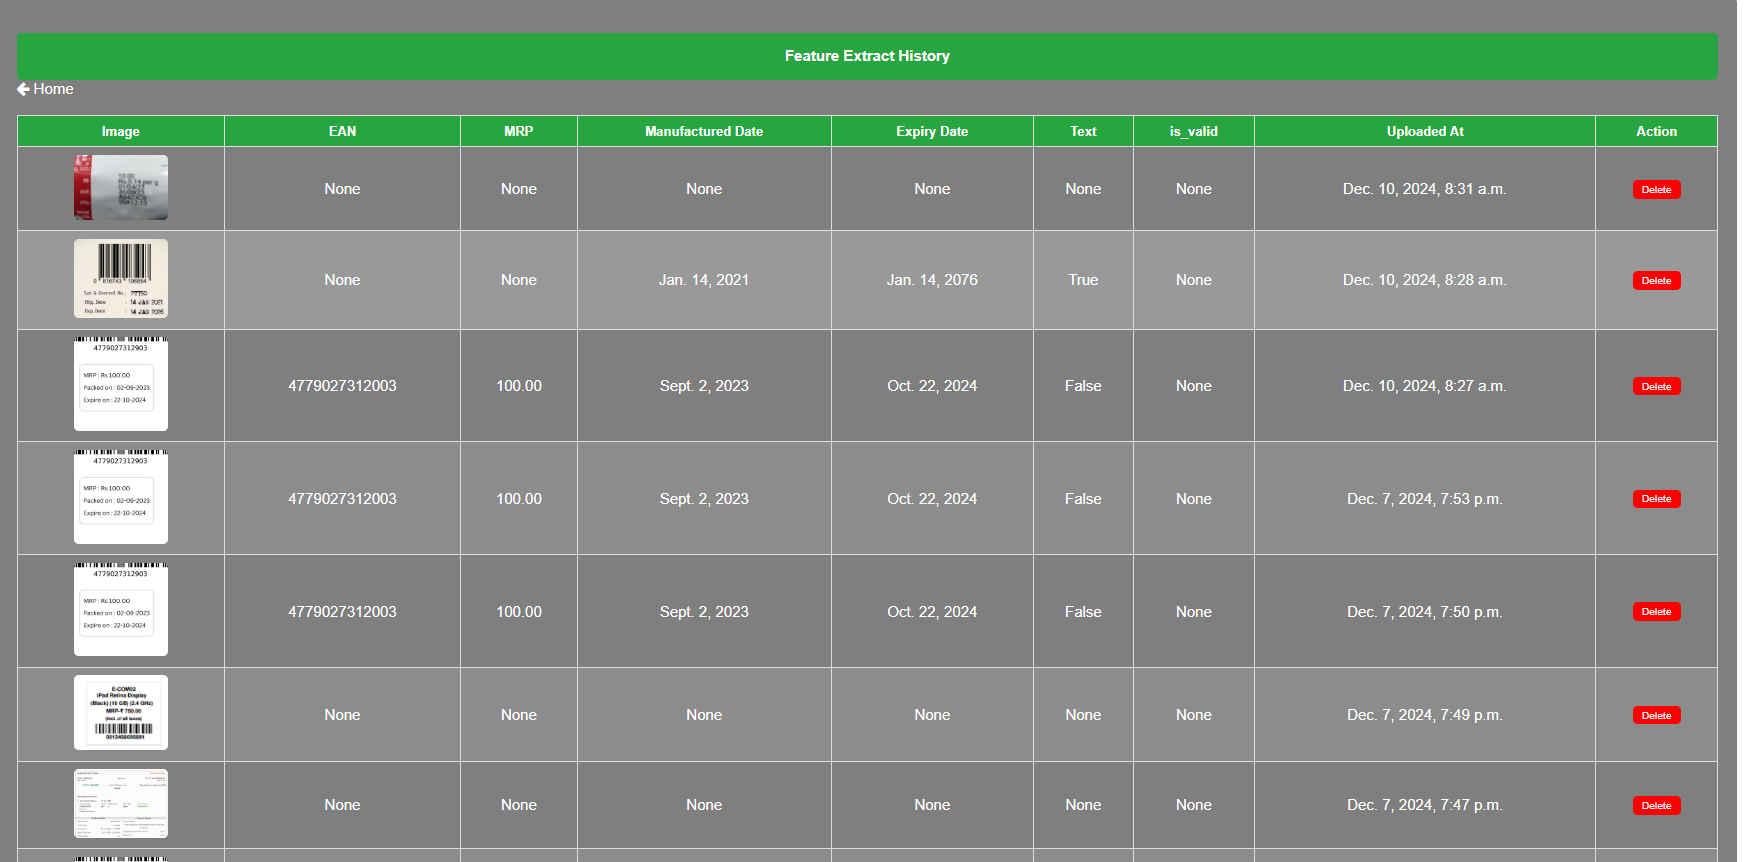 Feature Extract History
Home
Image EAN MRP Manufactured Date Expiry Date Text is_valid Uploaded At Action
10.00
Rs.0.14 per g
01/04/23
None None None None None None Dec. 10, 2024, 8:31 a.m. Delete
0 816743 196854
Mfg. Date : 14 JAN 2021
Exp. Date : 14 JAN 2076
None None Jan. 14, 2021 Jan. 14, 2076 True None Dec. 10, 2024, 8:28 a.m. Delete
4779027312903
MRP : Rs.100.00
Packed on : 02-09-2023
Expire on : 22-10-2024
4779027312003 100.00 Sept. 2, 2023 Oct. 22, 2024 False None Dec. 10, 2024, 8:27 a.m. Delete
4779027312903
MRP : Rs.100.00
Packed on : 02-09-2023
Expire on : 22-10-2024
4779027312003 100.00 Sept. 2, 2023 Oct. 22, 2024 False None Dec. 7, 2024, 7:53 p.m. Delete
4779027312903
MRP : Rs.100.00
Packed on : 02-09-2023
Expire on : 22-10-2024
4779027312003 100.00 Sept. 2, 2023 Oct. 22, 2024 False None Dec. 7, 2024, 7:50 p.m. Delete
E-COM02
iPad Retina Display
(Black) (16 GB) (2.4 GHz)
MRP-₹ 750.00
(Incl. of all taxes)
None None None None None None Dec. 7, 2024, 7:49 p.m. Delete
None None None None None None Dec. 7, 2024, 7:47 p.m. Delete